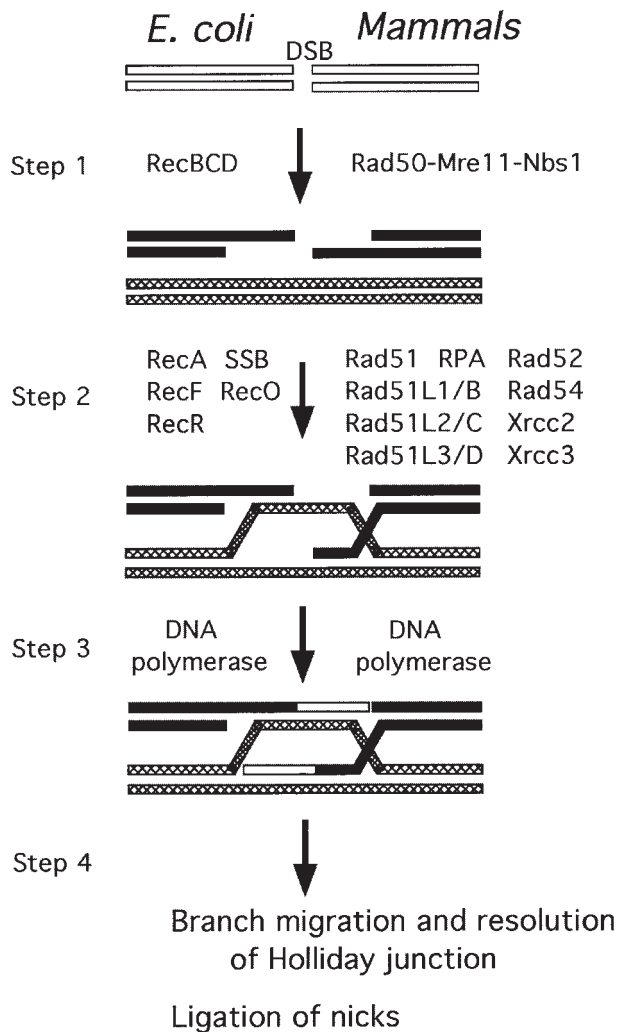 E. coli Mammals
DSB
Step 1 RecBCD Rad50-Mre11-Nbs1
RecA SSB Rad51 RPA Rad52
Step 2 RecF RecO Rad51L1/B Rad54
RecR Rad51L2/C Xrcc2
Rad51L3/D Xrcc3
Step 3 DNA polymerase DNA polymerase
Step 4
Branch migration and resolution
of Holliday junction
Ligation of nicks